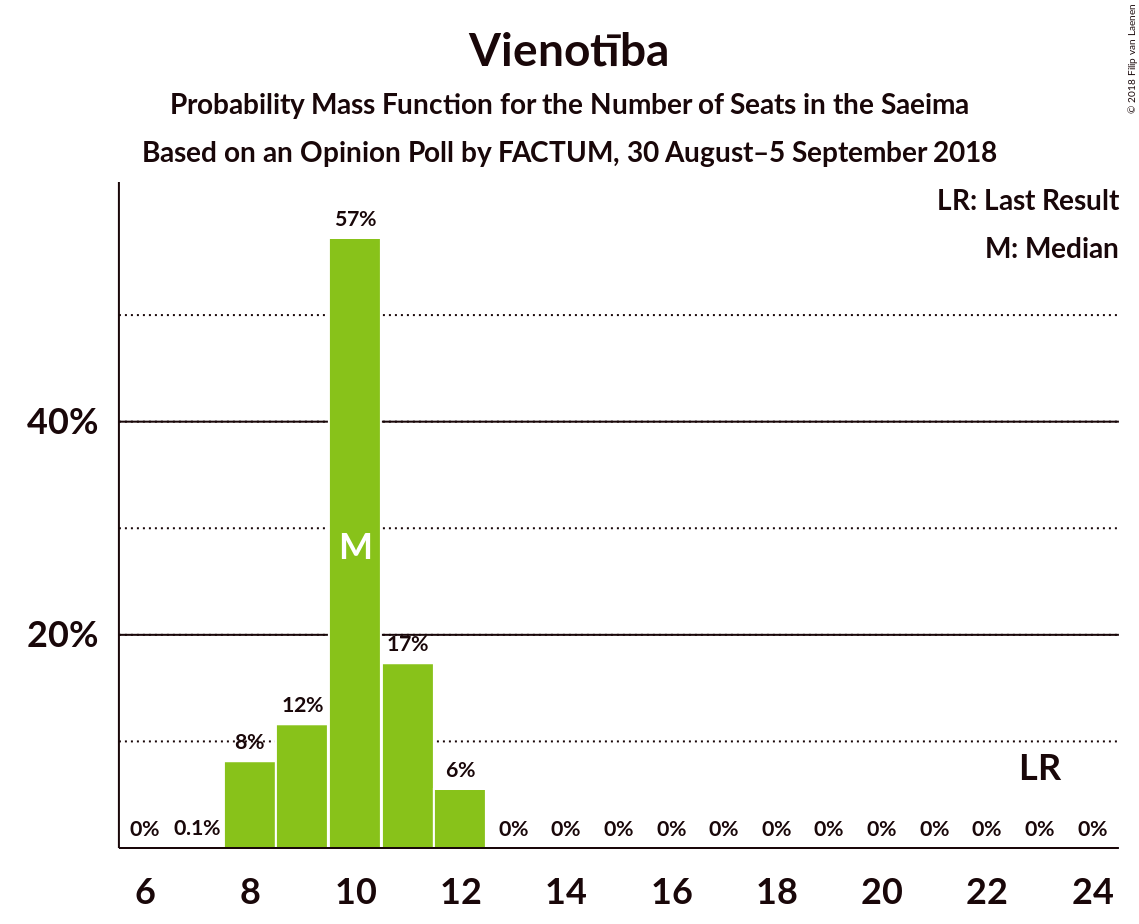 Vienotība
Probability Mass Function for the Number of Seats in the Saeima
Based on an Opinion Poll by FACTUM, 30 August–5 September 2018
© 2018 Filip van Laenen
LR: Last Result
M: Median
57%
40%
M
20%
17%
12%
8%
LR
6%
0% 0.1% 0% 0% 0% 0% 0% 0% 0% 0% 0% 0% 0% 0%
6 8 10 12 14 16 18 20 22 24